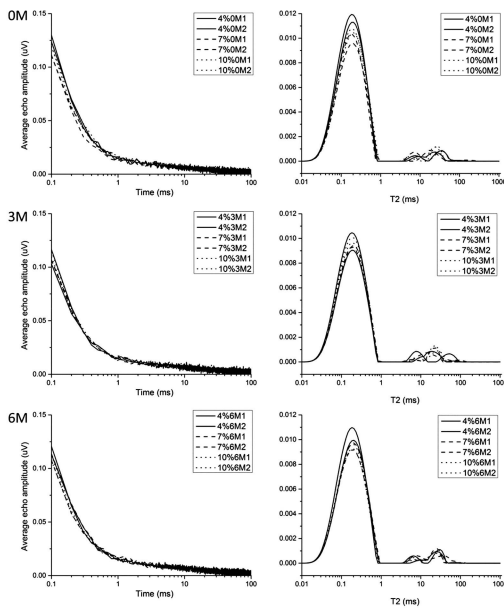 0M
Average echo amplitude (uV)
0.15
0.10
0.05
0.00
0.1
1
10
100
Time (ms)
4%0M1
4%0M2
7%0M1
7%0M2
10%0M1
10%0M2
0.012
0.010
0.008
0.006
0.004
0.002
0.000
0.01
0.1
1
10
100
1000
T2 (ms)
4%0M1
4%0M2
7%0M1
7%0M2
10%0M1
10%0M2
3M
Average echo amplitude (uV)
0.15
0.10
0.05
0.00
0.1
1
10
100
Time (ms)
4%3M1
4%3M2
7%3M1
7%3M2
10%3M1
10%3M2
0.012
0.010
0.008
0.006
0.004
0.002
0.000
0.01
0.1
1
10
100
1000
T2 (ms)
4%3M1
4%3M2
7%3M1
7%3M2
10%3M1
10%3M2
6M
Average echo amplitude (uV)
0.15
0.10
0.05
0.00
0.1
1
10
100
Time (ms)
4%6M1
4%6M2
7%6M1
7%6M2
10%6M1
10%6M2
0.012
0.010
0.008
0.006
0.004
0.002
0.000
0.01
0.1
1
10
100
1000
T2 (ms)
4%6M1
4%6M2
7%6M1
7%6M2
10%6M1
10%6M2